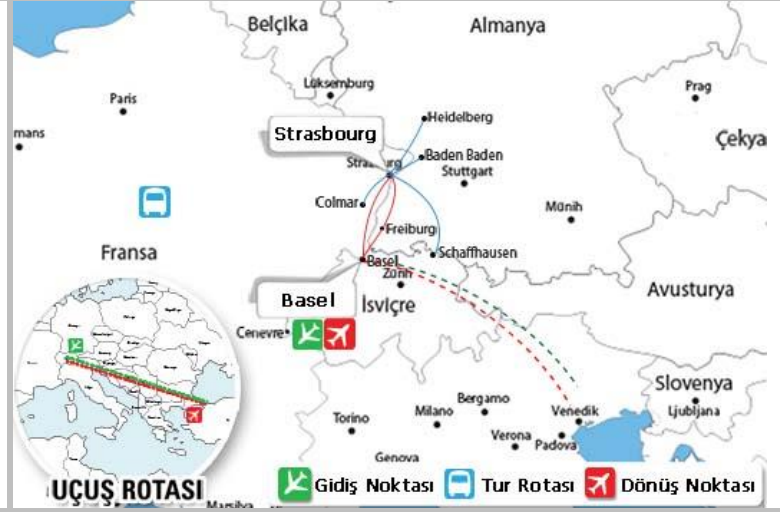 Belçika
Almanya
Lüksemburg
Paris
Prag
Heidelberg
mans
Strasbourg
Çekya
Baden Baden
Stuttgart
Colmar
Münih
Freiburg
Fransa
Schaffhausen
Basel
Zürih
Avusturya
Basel
İsviçre
Cenevre
Slovenya
Bergamo
Torino
Milano
Venedik
Ljubljana
Verona
Padova
Genova
UÇUŞ ROTASI
Gidiş Noktası
Tur Rotası
Dönüş Noktası